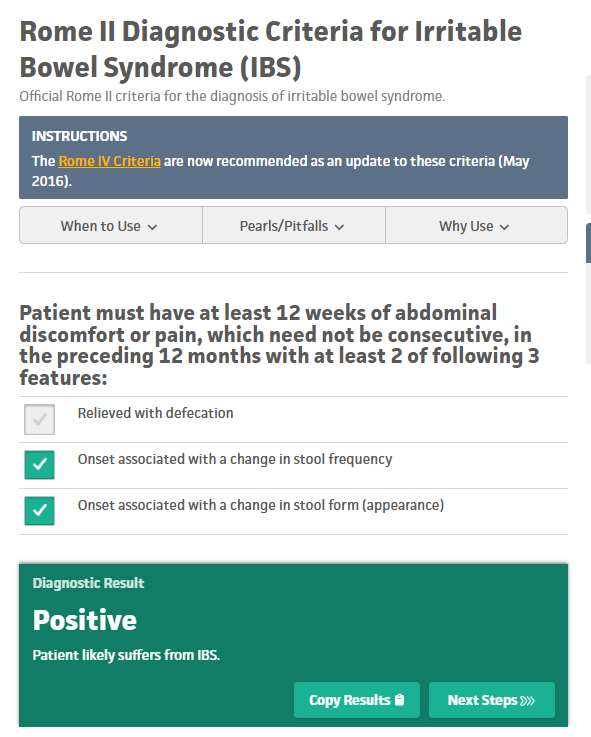 Rome II Diagnostic Criteria for Irritable
Bowel Syndrome (IBS)
Official Rome II criteria for the diagnosis of irritable bowel syndrome.
INSTRUCTIONS
The Rome IV Criteria are now recommended as an update to these criteria (May
2016).
When to Use
Pearls/Pitfalls
Why Use
Patient must have at least 12 weeks of abdominal
discomfort or pain, which need not be consecutive, in
the preceding 12 months with at least 2 of following 3
features:
Relieved with defecation
Onset associated with a change in stool frequency
Onset associated with a change in stool form (appearance)
Diagnostic Result
Positive
Patient likely suffers from IBS.
Copy Results
Next Steps